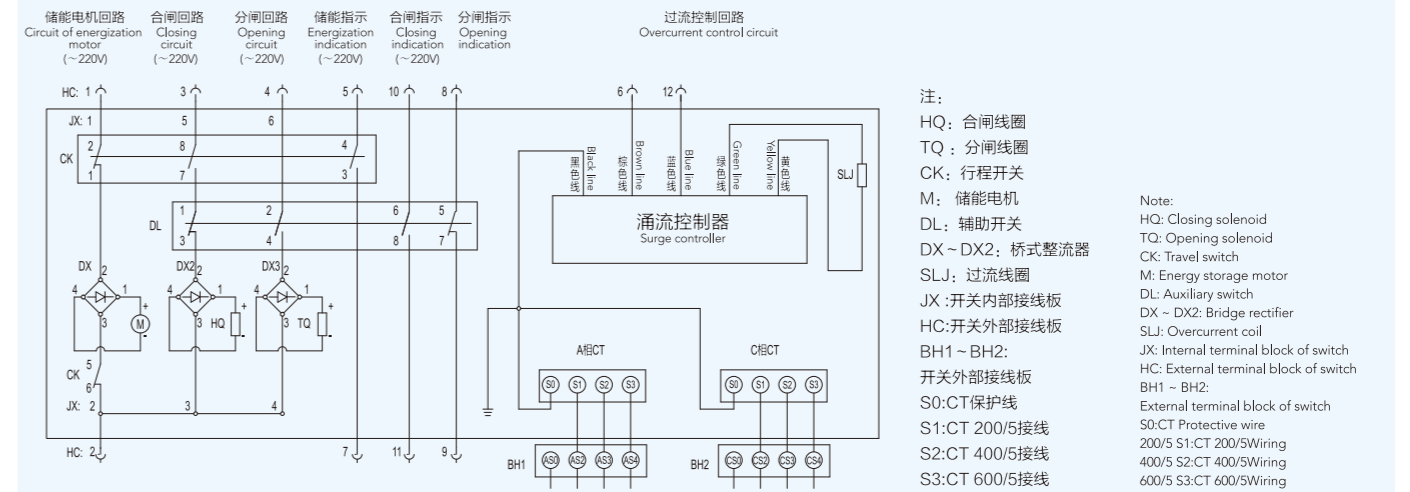 储能电机回路 合闸回路 分闸回路 储能指示 合闸指示 分闸指示 过流控制回路
Circuit of energization motor (～220V)
Closing circuit (～220V)
Opening circuit (～220V)
Energization indication (～220V)
Closing indication (～220V)
Opening indication
Overcurrent control circuit
HC: 1 3 4 5 10 8 6 12
JX: 1 5 6
CK 2 8 4
1 7 3
黑色线 Black line
棕色线 Brown line
蓝色线 Blue line
绿色线 Green line
Yellow line 黄色线
SLJ
涌流控制器
Surge controller
DL 1 2 6 5
3 4 8 7
DX 2 DX2 2 DX3 2
4 1 4 1 4 1
+ + +
3 M 3 HQ 3 TQ
- - -
CK 5
6
JX: 2 3 4
HC: 2 7 11 9
A相CT C相CT
S0 S1 S2 S3 S0 S1 S2 S3
BH1 AS0 AS2 AS3 AS4 BH2 CS0 CS2 CS3 CS4
注：
HQ：合闸线圈
TQ ：分闸线圈
CK：行程开关
M： 储能电机
DL：辅助开关
DX～DX2：桥式整流器
SLJ：过流线圈
JX :开关内部接线板
HC:开关外部接线板
BH1～BH2:
开关外部接线板
S0:CT保护线
S1:CT 200/5接线
S2:CT 400/5接线
S3:CT 600/5接线
Note:
HQ: Closing solenoid
TQ: Opening solenoid
CK: Travel switch
M: Energy storage motor
DL: Auxiliary switch
DX ~ DX2: Bridge rectifier
SLJ: Overcurrent coil
JX: Internal terminal block of switch
HC: External terminal block of switch
BH1 ~ BH2:
External terminal block of switch
S0:CT Protective wire
200/5 S1:CT 200/5Wiring
400/5 S2:CT 400/5Wiring
600/5 S3:CT 600/5Wiring